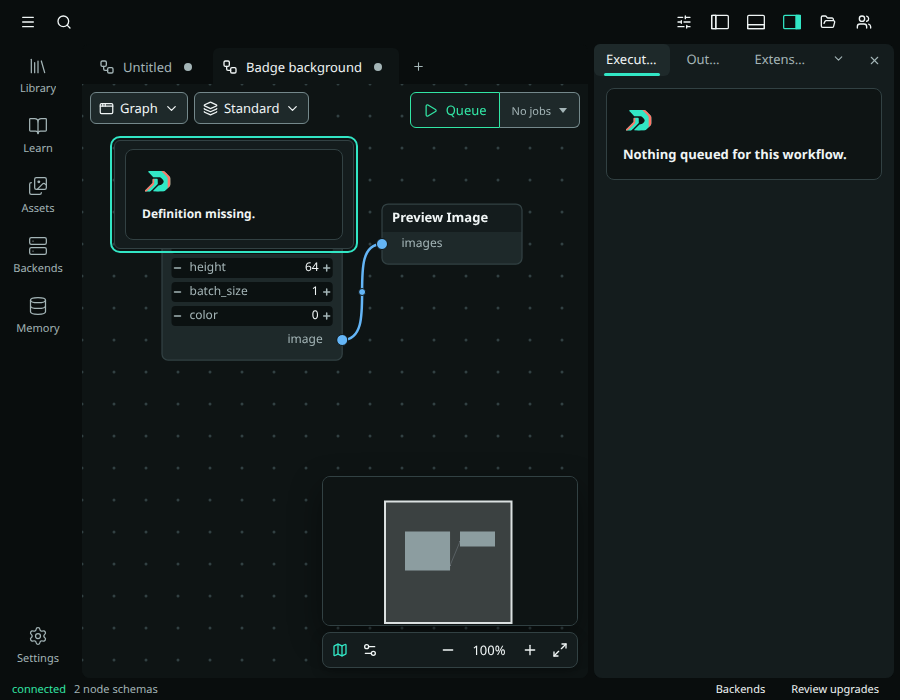 Untitled
Badge background
Execut...
Out...
Extens...
Library
Learn
Assets
Backends
Memory
Settings
Graph
Standard
Queue
No jobs
Nothing queued for this workflow.
Definition missing.
height
64
batch_size
1
color
0
image
Preview Image
images
100%
connected
2 node schemas
Backends
Review upgrades